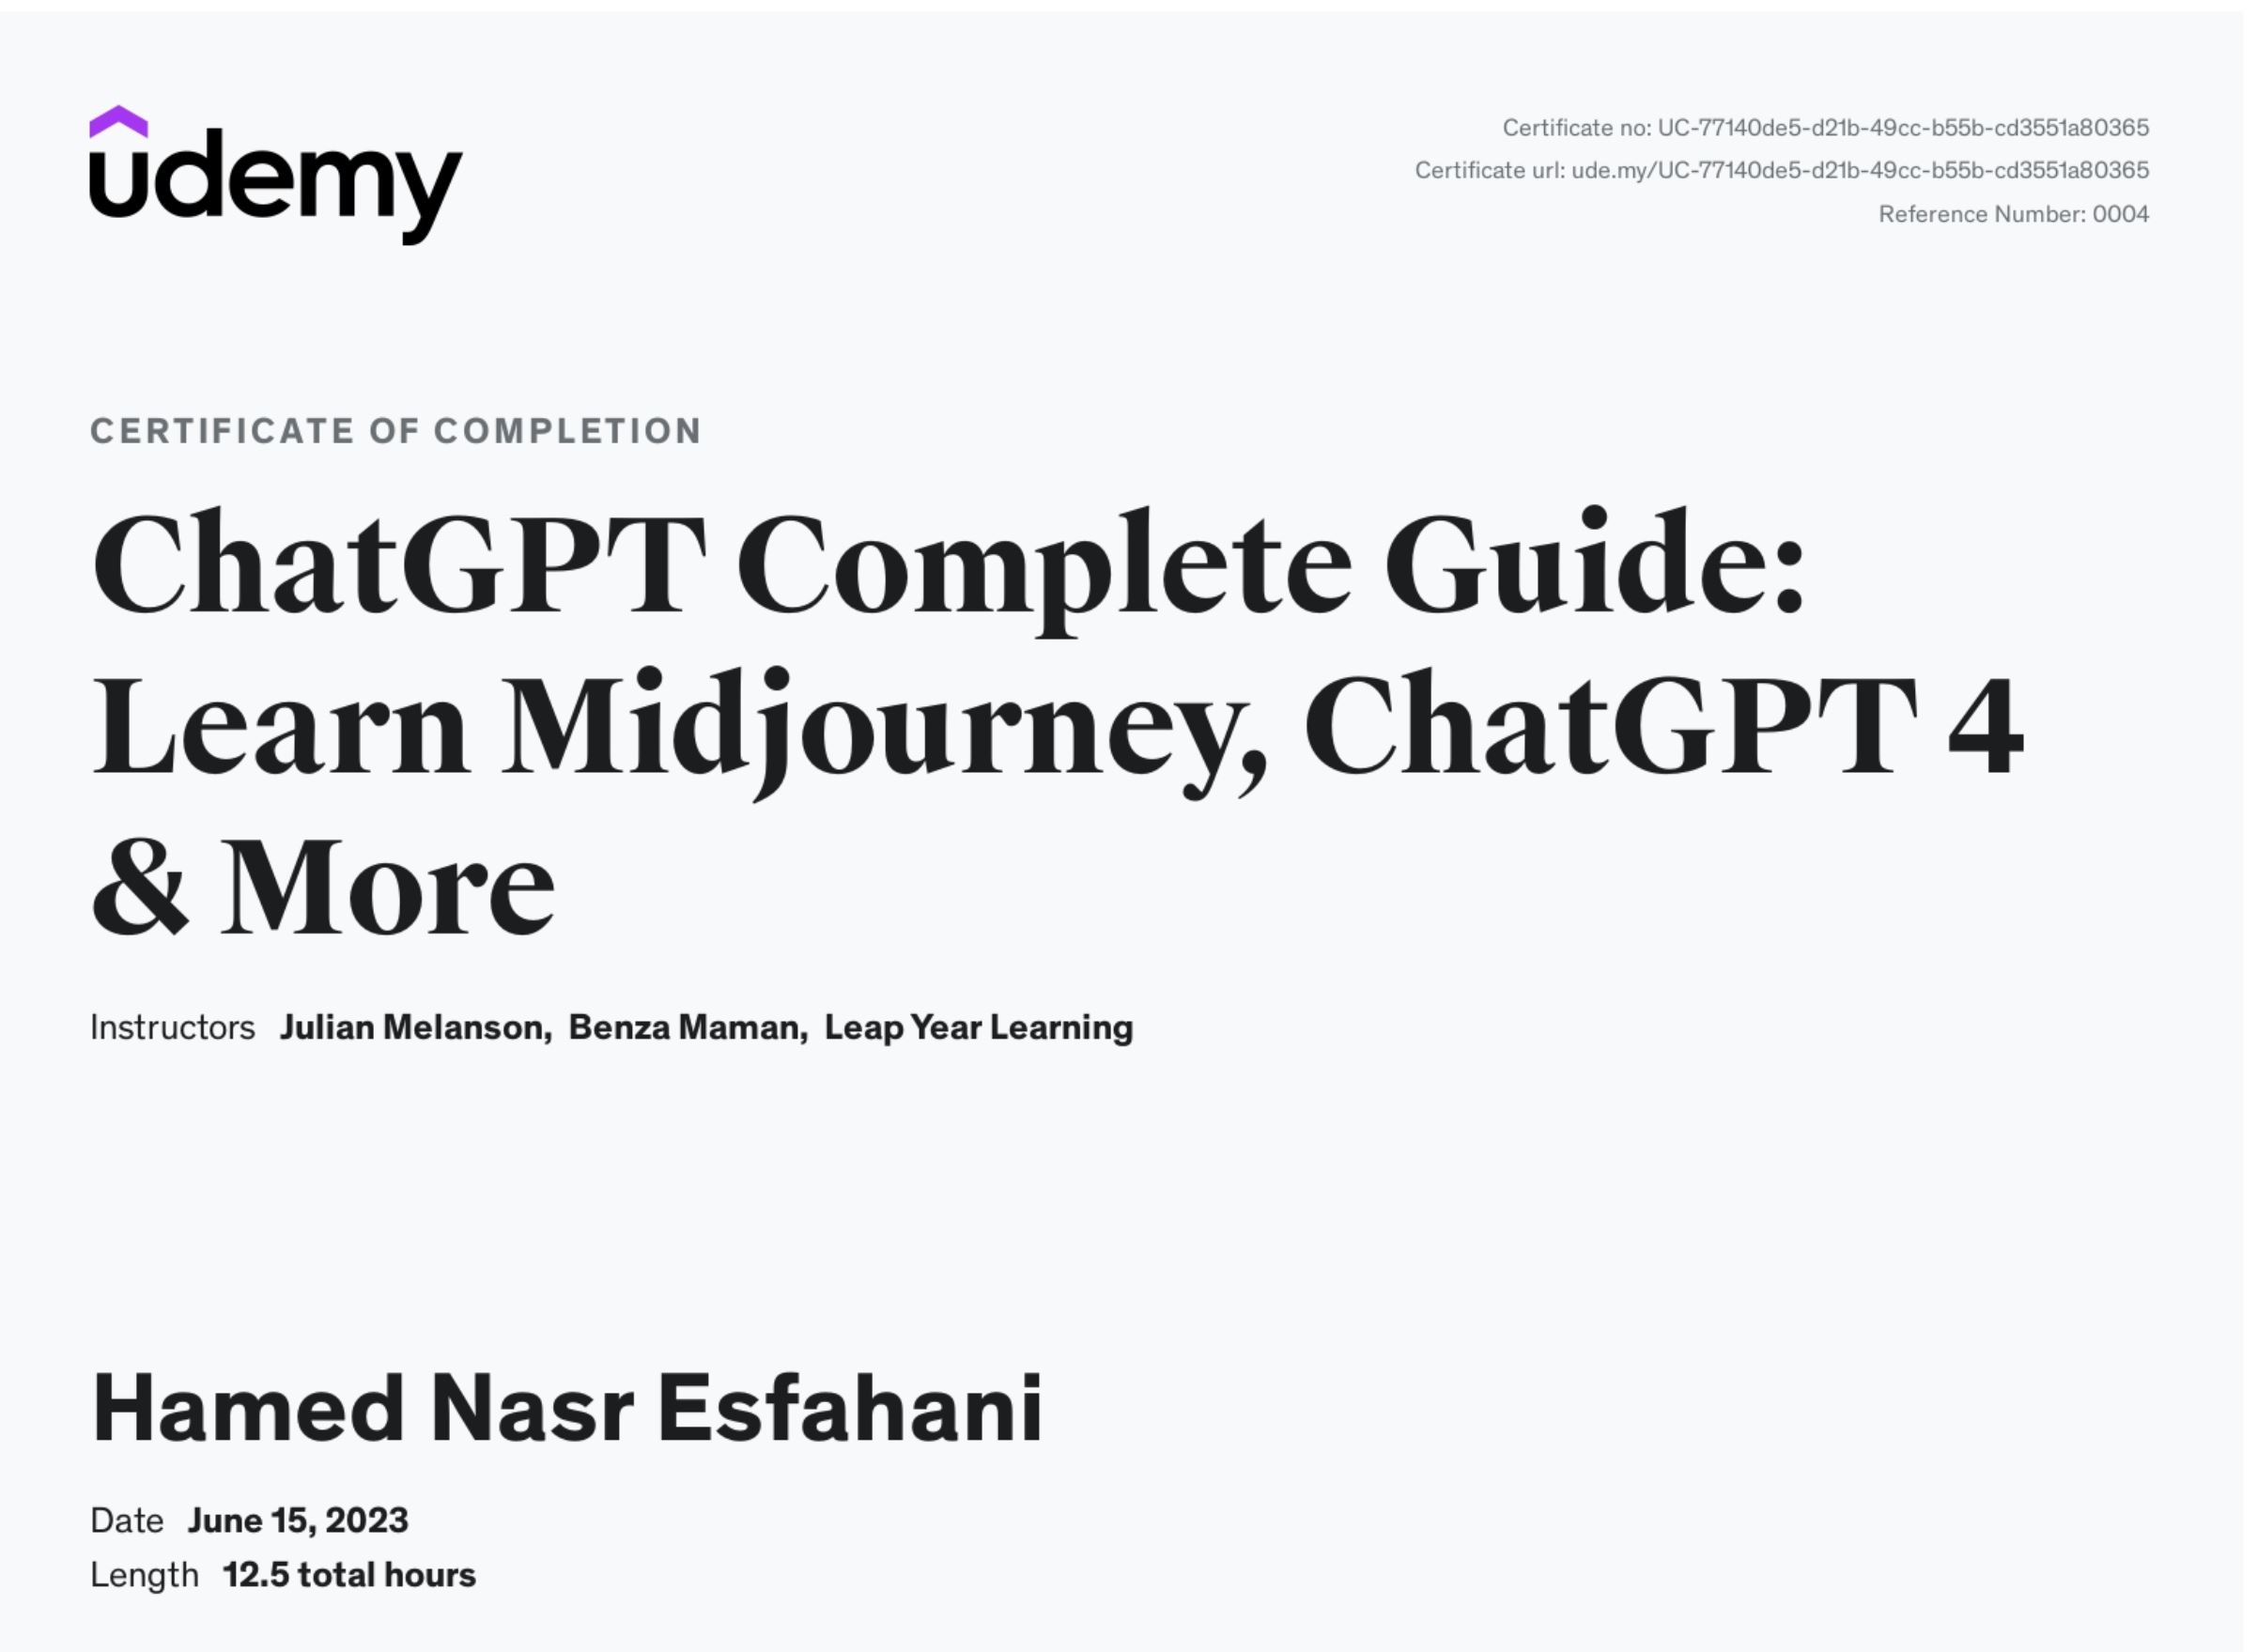 udemy
Certificate no: UC-77140de5-d21b-49cc-b55b-cd3551a80365
Certificate url: ude.my/UC-77140de5-d21b-49cc-b55b-cd3551a80365
Reference Number: 0004
CERTIFICATE OF COMPLETION
ChatGPT Complete Guide:
Learn Midjourney, ChatGPT 4
& More
Instructors Julian Melanson, Benza Maman, Leap Year Learning
Hamed Nasr Esfahani
Date June 15, 2023
Length 12.5 total hours